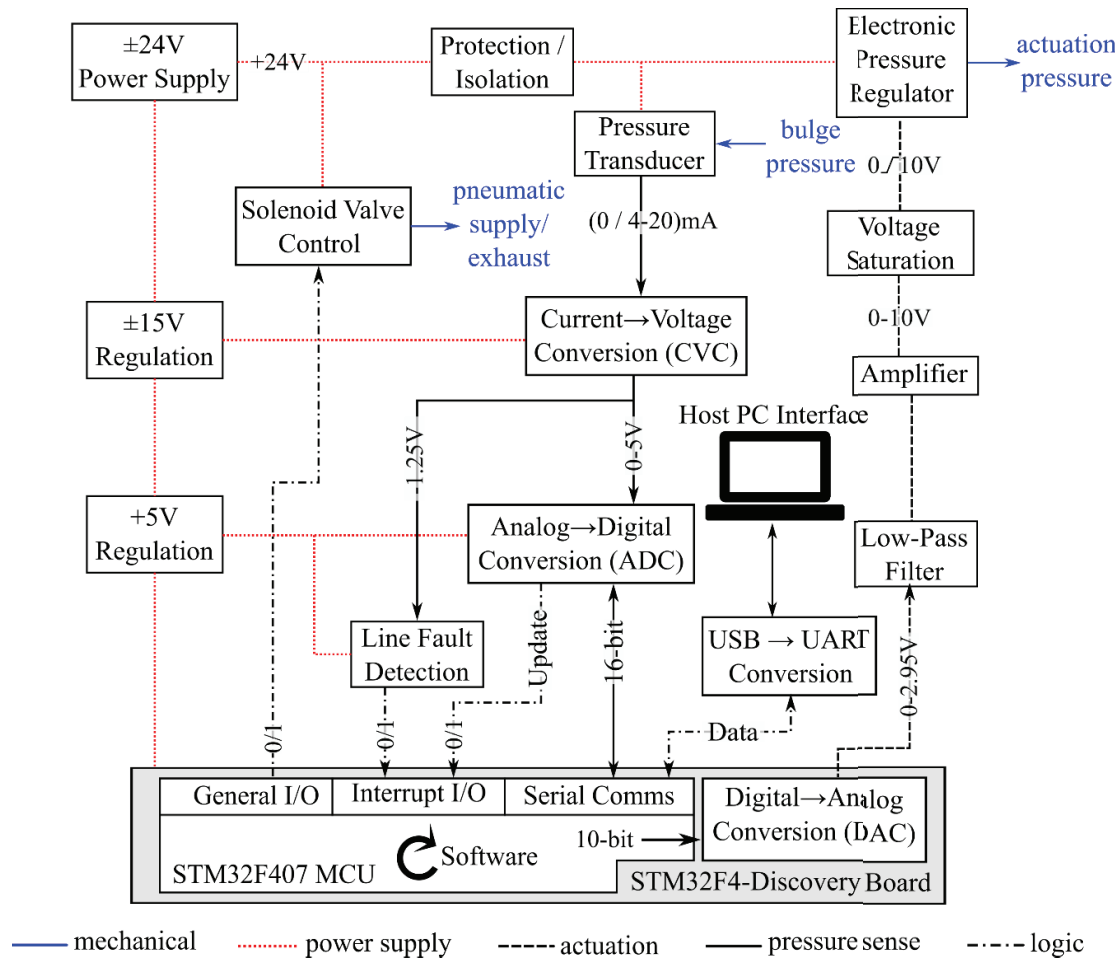 ±24V
Power Supply
+24V
Protection /
Isolation
Electronic
Pressure
Regulator
actuation
pressure
Pressure
Transducer
bulge
pressure
0-10V
Solenoid Valve
Control
pneumatic
supply/
exhaust
(0 / 4-20)mA
Voltage
Saturation
±15V
Regulation
Current→Voltage
Conversion (CVC)
0-10V
Amplifier
Host PC Interface
1.25V
0-5V
+5V
Regulation
Analog→Digital
Conversion (ADC)
Low-Pass
Filter
Line Fault
Detection
Update
16-bit
USB → UART
Conversion
0-2.95V
0/1
0/1
0/1
Data
General I/O
Interrupt I/O
Serial Comms
Digital→Analog
Conversion (DAC)
10-bit
Software
STM32F407 MCU
STM32F4-Discovery Board
mechanical
power supply
actuation
pressure sense
logic